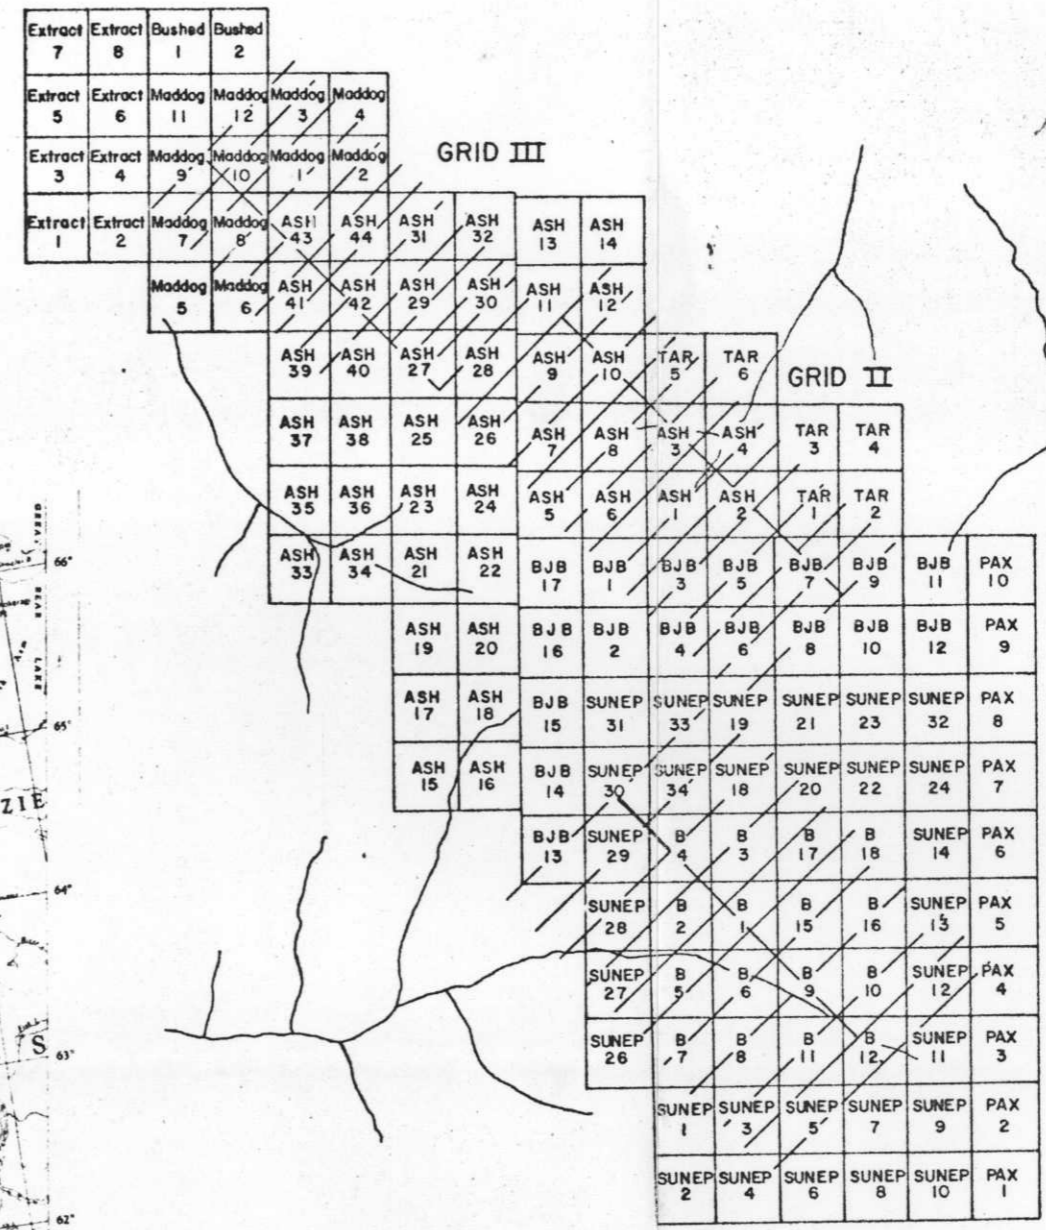 Extract 7 Extract 8 Bushed 1 Bushed 2
Extract 5 Extract 6 Maddog 11 Maddog 12 Maddog 3 Maddog 4
GRID III
Extract 3 Extract 4 Maddog 9 Maddog 10 Maddog 1 Maddog 2
Extract 1 Extract 2 Maddog 7 Maddog 8 ASH 43 ASH 44 ASH 31 ASH 32 ASH 13 ASH 14
Maddog 5 Maddog 6 ASH 41 ASH 42 ASH 29 ASH 30 ASH 11 ASH 12
ASH 39 ASH 40 ASH 27 ASH 28 ASH 9 ASH 10 TAR 5 TAR 6
GRID II
ASH 37 ASH 38 ASH 25 ASH 26 ASH 7 ASH 8 ASH 3 ASH 4 TAR 3 TAR 4
ASH 35 ASH 36 ASH 23 ASH 24 ASH 5 ASH 6 ASH 1 ASH 2 TAR 1 TAR 2
ASH 33 ASH 34 ASH 21 ASH 22 BJB 17 BJB 1 BJB 3 BJB 5 BJB 7 BJB 9 BJB 11 PAX 10
ASH 19 ASH 20 BJB 16 BJB 2 BJB 4 BJB 6 BJB 8 BJB 10 BJB 12 PAX 9
ASH 17 ASH 18 BJB 15 SUNEP 31 SUNEP 33 SUNEP 19 SUNEP 21 SUNEP 23 SUNEP 32 PAX 8
ASH 15 ASH 16 BJB 14 SUNEP 30 SUNEP 34 SUNEP 18 SUNEP 20 SUNEP 22 SUNEP 24 PAX 7
BJB 13 SUNEP 29 B 4 B 3 B 17 B 18 SUNEP 14 PAX 6
SUNEP 28 B 2 B 1 B 15 B 16 SUNEP 13 PAX 5
SUNEP 27 B 5 B 6 B 9 B 10 SUNEP 12 PAX 4
SUNEP 26 B 7 B 8 B 11 B 12 SUNEP 11 PAX 3
SUNEP 1 SUNEP 3 SUNEP 5 SUNEP 7 SUNEP 9 PAX 2
SUNEP 2 SUNEP 4 SUNEP 6 SUNEP 8 SUNEP 10 PAX 1
GREAT BEAR LAKE
66°
65°
ZIE
64°
S
63°
62°